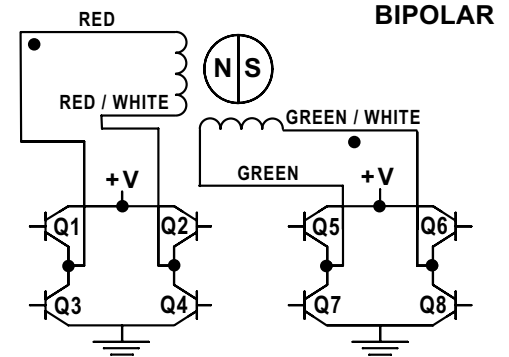 BIPOLAR
RED
N S
RED / WHITE
GREEN / WHITE
GREEN
+V +V
Q1 Q2 Q5 Q6
Q3 Q4 Q7 Q8